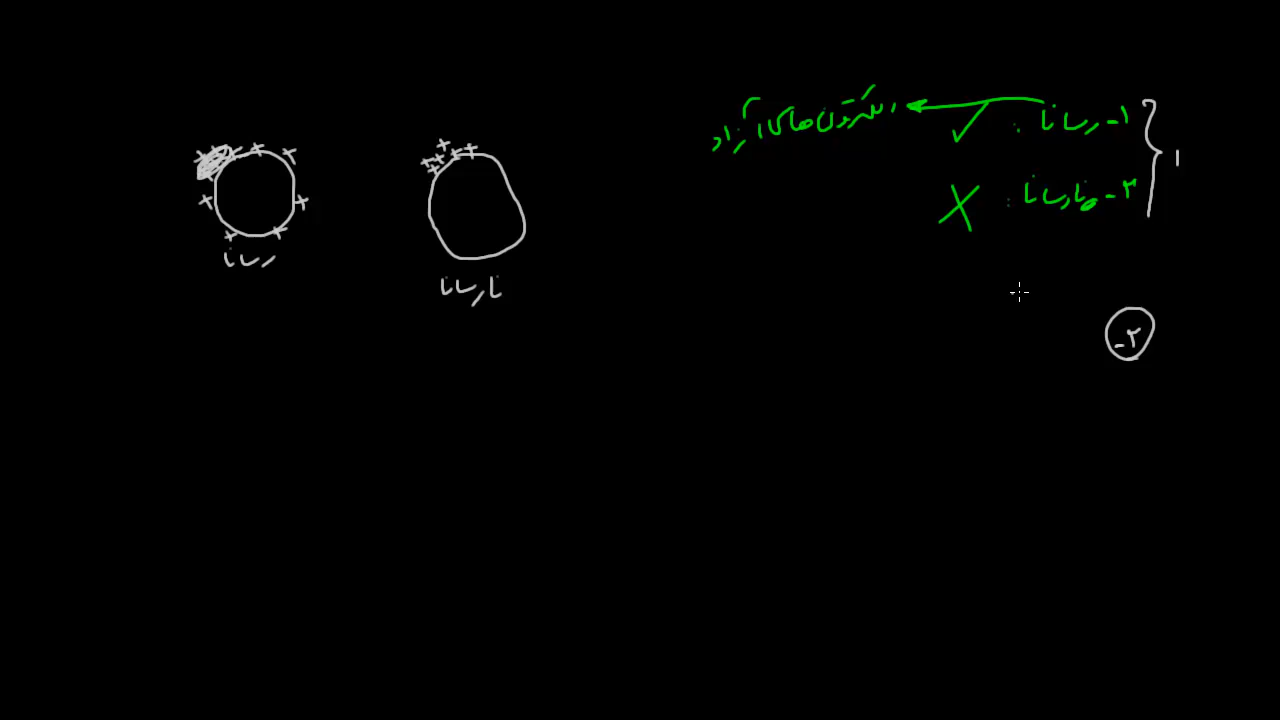 ۱- رسانا : الکترون‌های آزاد
۲- نارسانا :
۱
۲-
رسانا
نارسانا